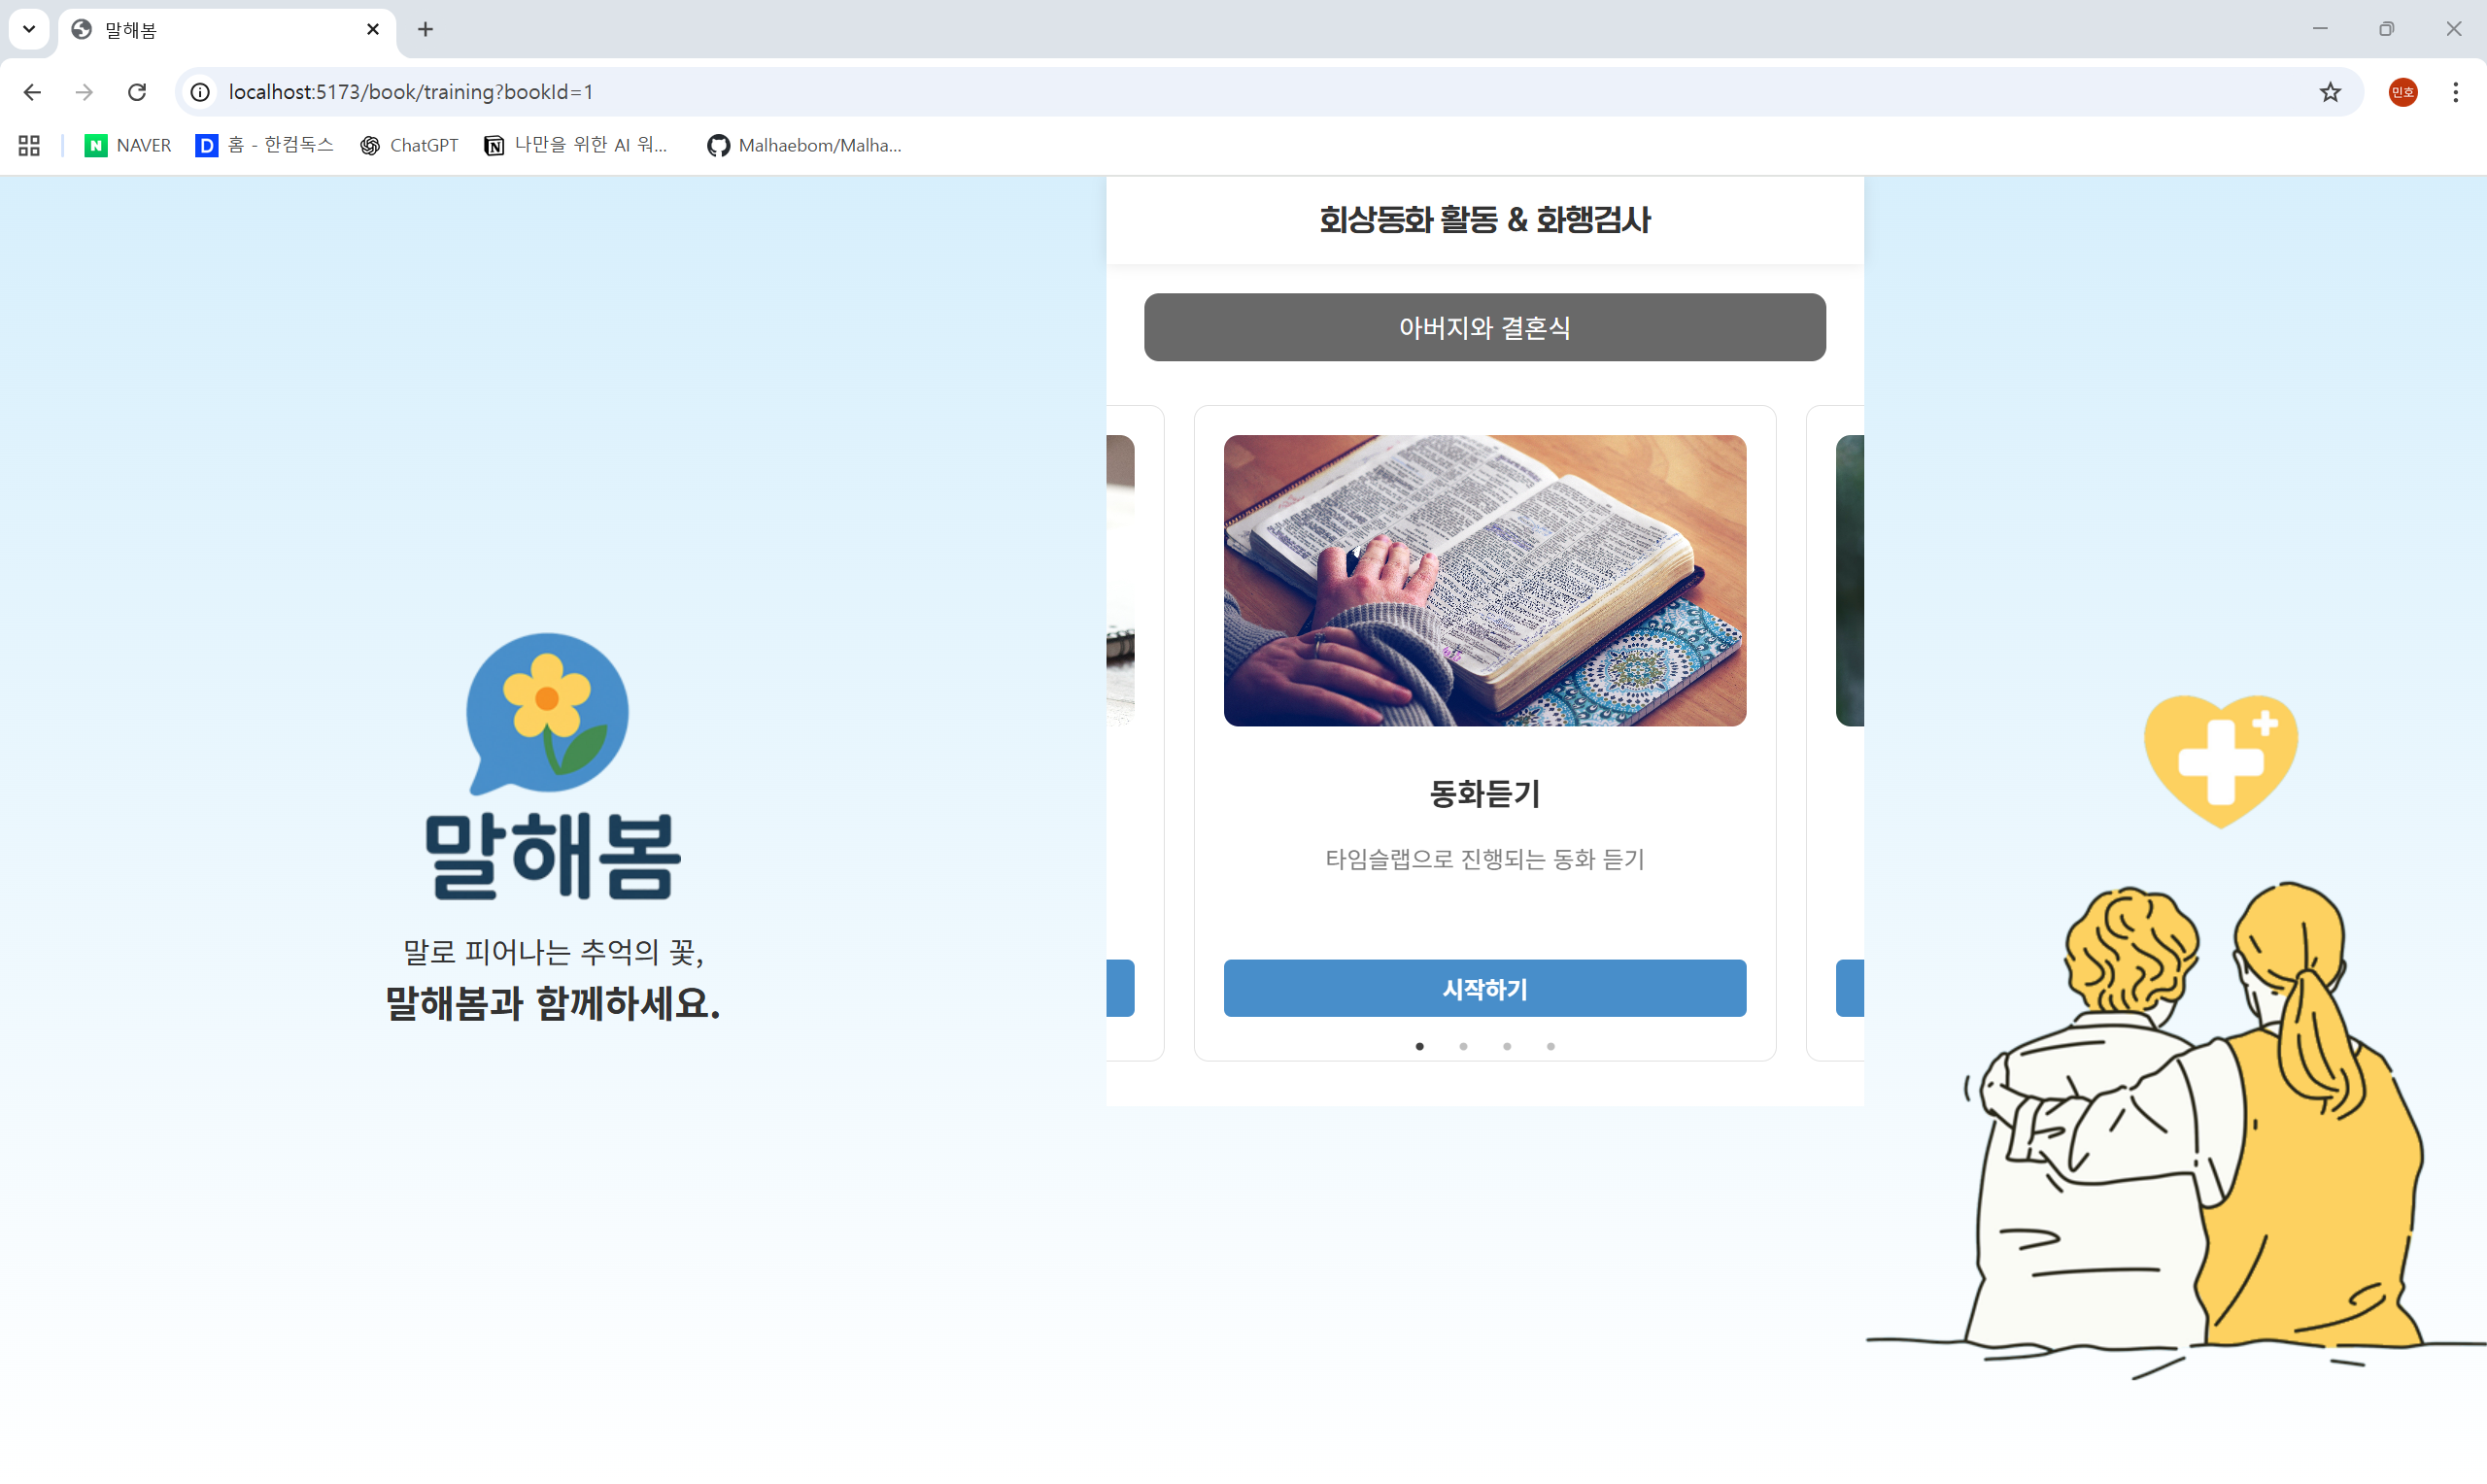 말해봄
localhost:5173/book/training?bookId=1
민호
NAVER
홈 - 한컴독스
ChatGPT
나만을 위한 AI 워...
Malhaebom/Malha...
회상동화 활동 & 화행검사
아버지와 결혼식
동화듣기
타임슬랩으로 진행되는 동화 듣기
시작하기
말해봄
말로 피어나는 추억의 꽃,
말해봄과 함께하세요.